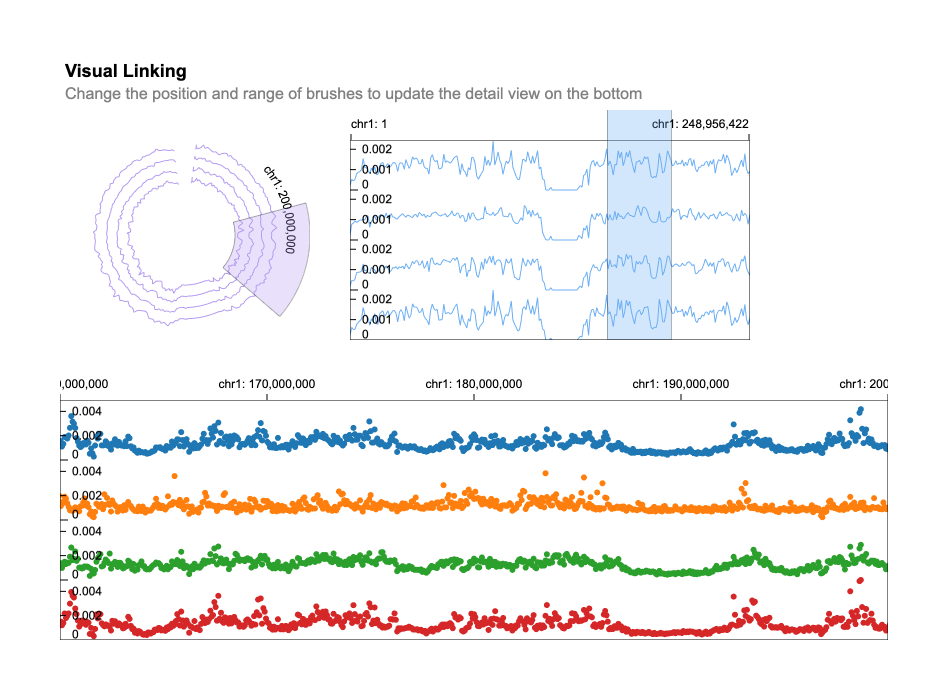 Visual Linking
Change the position and range of brushes to update the detail view on the bottom
chr1: 1
chr1: 248,956,422
chr1: 200,000,000
0.002
0.001
0
0.002
0.001
0
0.002
0.001
0
0.002
0.001
0
0,000,000
chr1: 170,000,000
chr1: 180,000,000
chr1: 190,000,000
chr1: 200
0.004
0.002
0
0.004
0.002
0
0.004
0.002
0
0.004
0.002
0